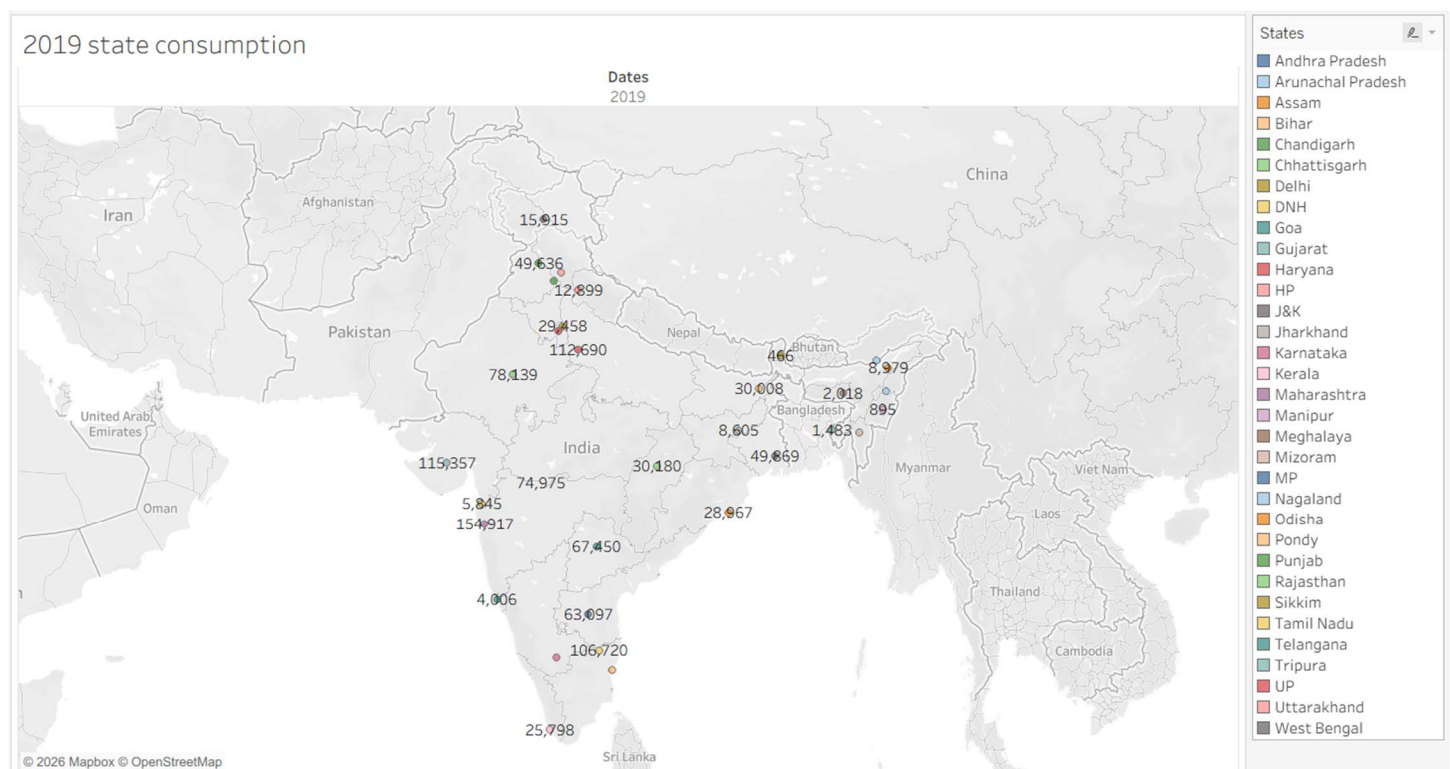 2019 state consumption
Dates
2019
China
Iran
Afghanistan
15,915
49,636
12,899
Pakistan
29,458
Nepal
112,690
Bhutan
466
8,979
78,139
30,008
2,018
United Arab
Emirates
Bangladesh
895
8,605
1,483
India
49,869
115,357
30,180
Myanmar
Viet Nam
74,975
5,845
Oman
28,967
Laos
154,917
67,450
Thailand
4,006
63,097
106,720
Cambodia
25,798
Sri Lanka
© 2026 Mapbox © OpenStreetMap
States
Andhra Pradesh
Arunachal Pradesh
Assam
Bihar
Chandigarh
Chhattisgarh
Delhi
DNH
Goa
Gujarat
Haryana
HP
J&K
Jharkhand
Karnataka
Kerala
Maharashtra
Manipur
Meghalaya
Mizoram
MP
Nagaland
Odisha
Pondy
Punjab
Rajasthan
Sikkim
Tamil Nadu
Telangana
Tripura
UP
Uttarakhand
West Bengal